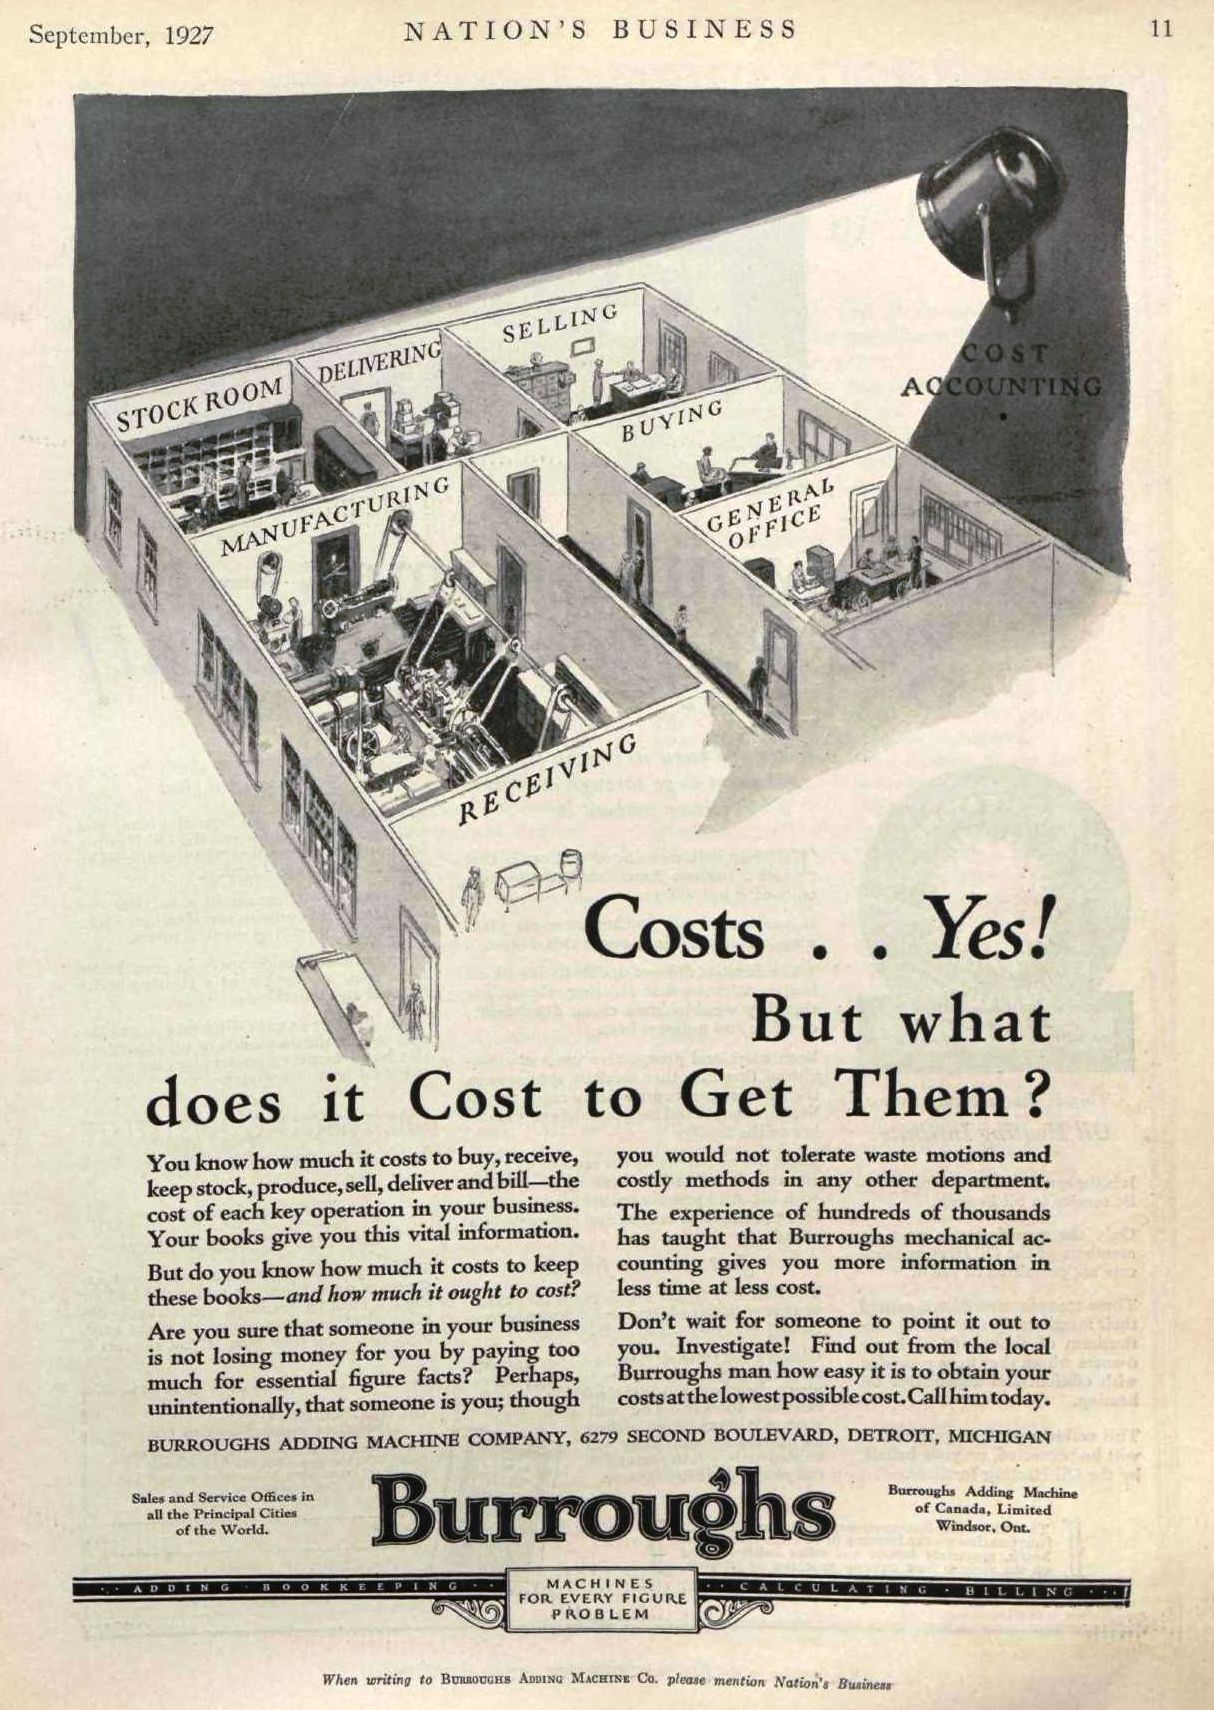 September, 1927
NATION'S BUSINESS
11
COST
ACCOUNTING
SELLING
DELIVERING
STOCK ROOM
BUYING
MANUFACTURING
GENERAL
OFFICE
RECEIVING
Costs . . Yes!
But what
does it Cost to Get Them?
You know how much it costs to buy, receive,
keep stock, produce, sell, deliver and bill—the
cost of each key operation in your business.
Your books give you this vital information.
But do you know how much it costs to keep
these books—and how much it ought to cost?
Are you sure that someone in your business
is not losing money for you by paying too
much for essential figure facts? Perhaps,
unintentionally, that someone is you; though
you would not tolerate waste motions and
costly methods in any other department.
The experience of hundreds of thousands
has taught that Burroughs mechanical ac-
counting gives you more information in
less time at less cost.
Don't wait for someone to point it out to
you. Investigate! Find out from the local
Burroughs man how easy it is to obtain your
costs at the lowest possible cost. Call him today.
BURROUGHS ADDING MACHINE COMPANY, 6279 SECOND BOULEVARD, DETROIT, MICHIGAN
Sales and Service Offices in
all the Principal Cities
of the World.
Burroughs
Burroughs Adding Machine
of Canada, Limited
Windsor, Ont.
ADDING · BOOKKEEPING
MACHINES
FOR EVERY FIGURE
PROBLEM
CALCULATING · BILLING
When writing to BURROUGHS ADDING MACHINE CO. please mention Nation's Business